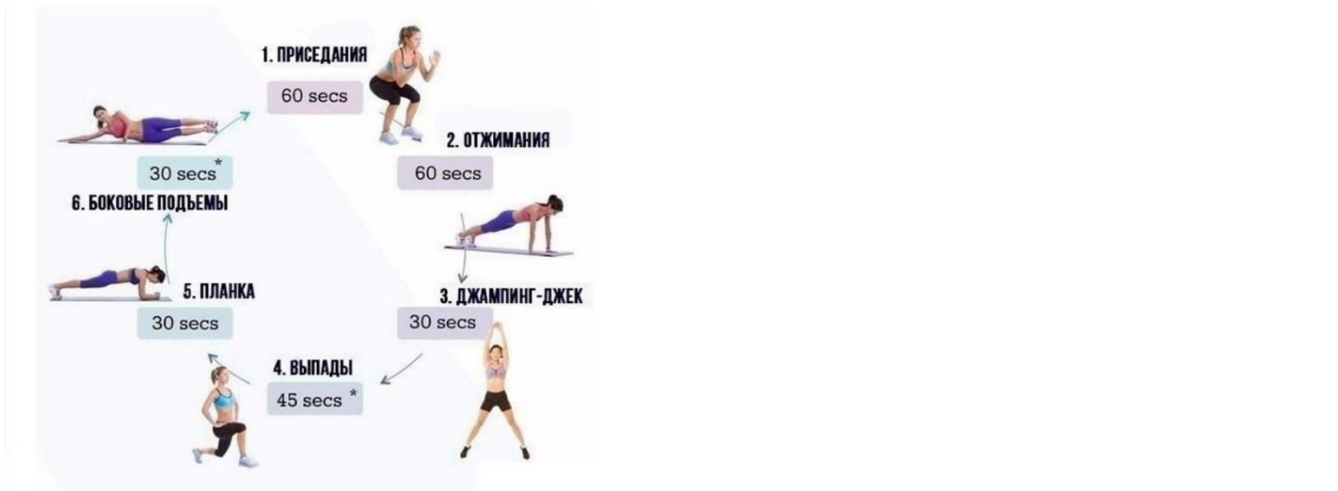 1. ПРИСЕДАНИЯ
60 secs
2. ОТЖИМАНИЯ
60 secs
3. ДЖАМПИНГ-ДЖЕК
30 secs
4. ВЫПАДЫ
45 secs *
5. ПЛАНКА
30 secs
30 secs*
6. БОКОВЫЕ ПОДЪЕМЫ